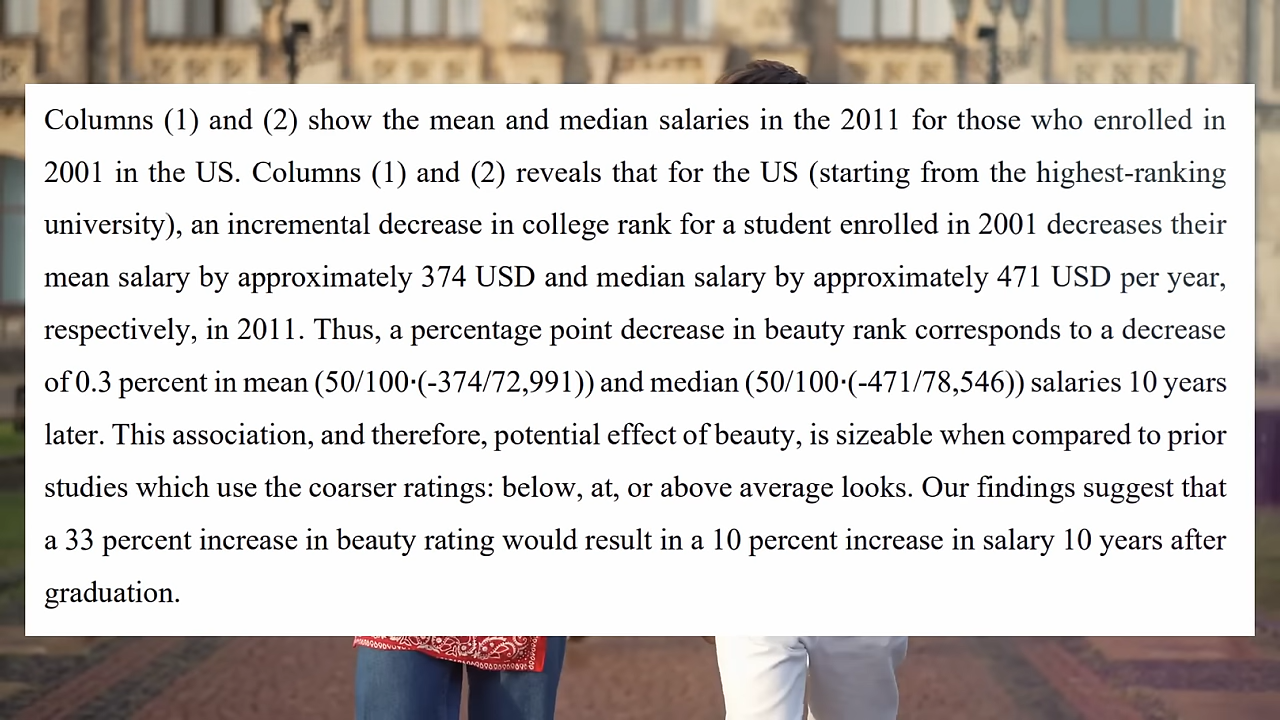 Columns (1) and (2) show the mean and median salaries in the 2011 for those who enrolled in
2001 in the US. Columns (1) and (2) reveals that for the US (starting from the highest-ranking
university), an incremental decrease in college rank for a student enrolled in 2001 decreases their
mean salary by approximately 374 USD and median salary by approximately 471 USD per year,
respectively, in 2011. Thus, a percentage point decrease in beauty rank corresponds to a decrease
of 0.3 percent in mean (50/100·(-374/72,991)) and median (50/100·(-471/78,546)) salaries 10 years
later. This association, and therefore, potential effect of beauty, is sizeable when compared to prior
studies which use the coarser ratings: below, at, or above average looks. Our findings suggest that
a 33 percent increase in beauty rating would result in a 10 percent increase in salary 10 years after
graduation.